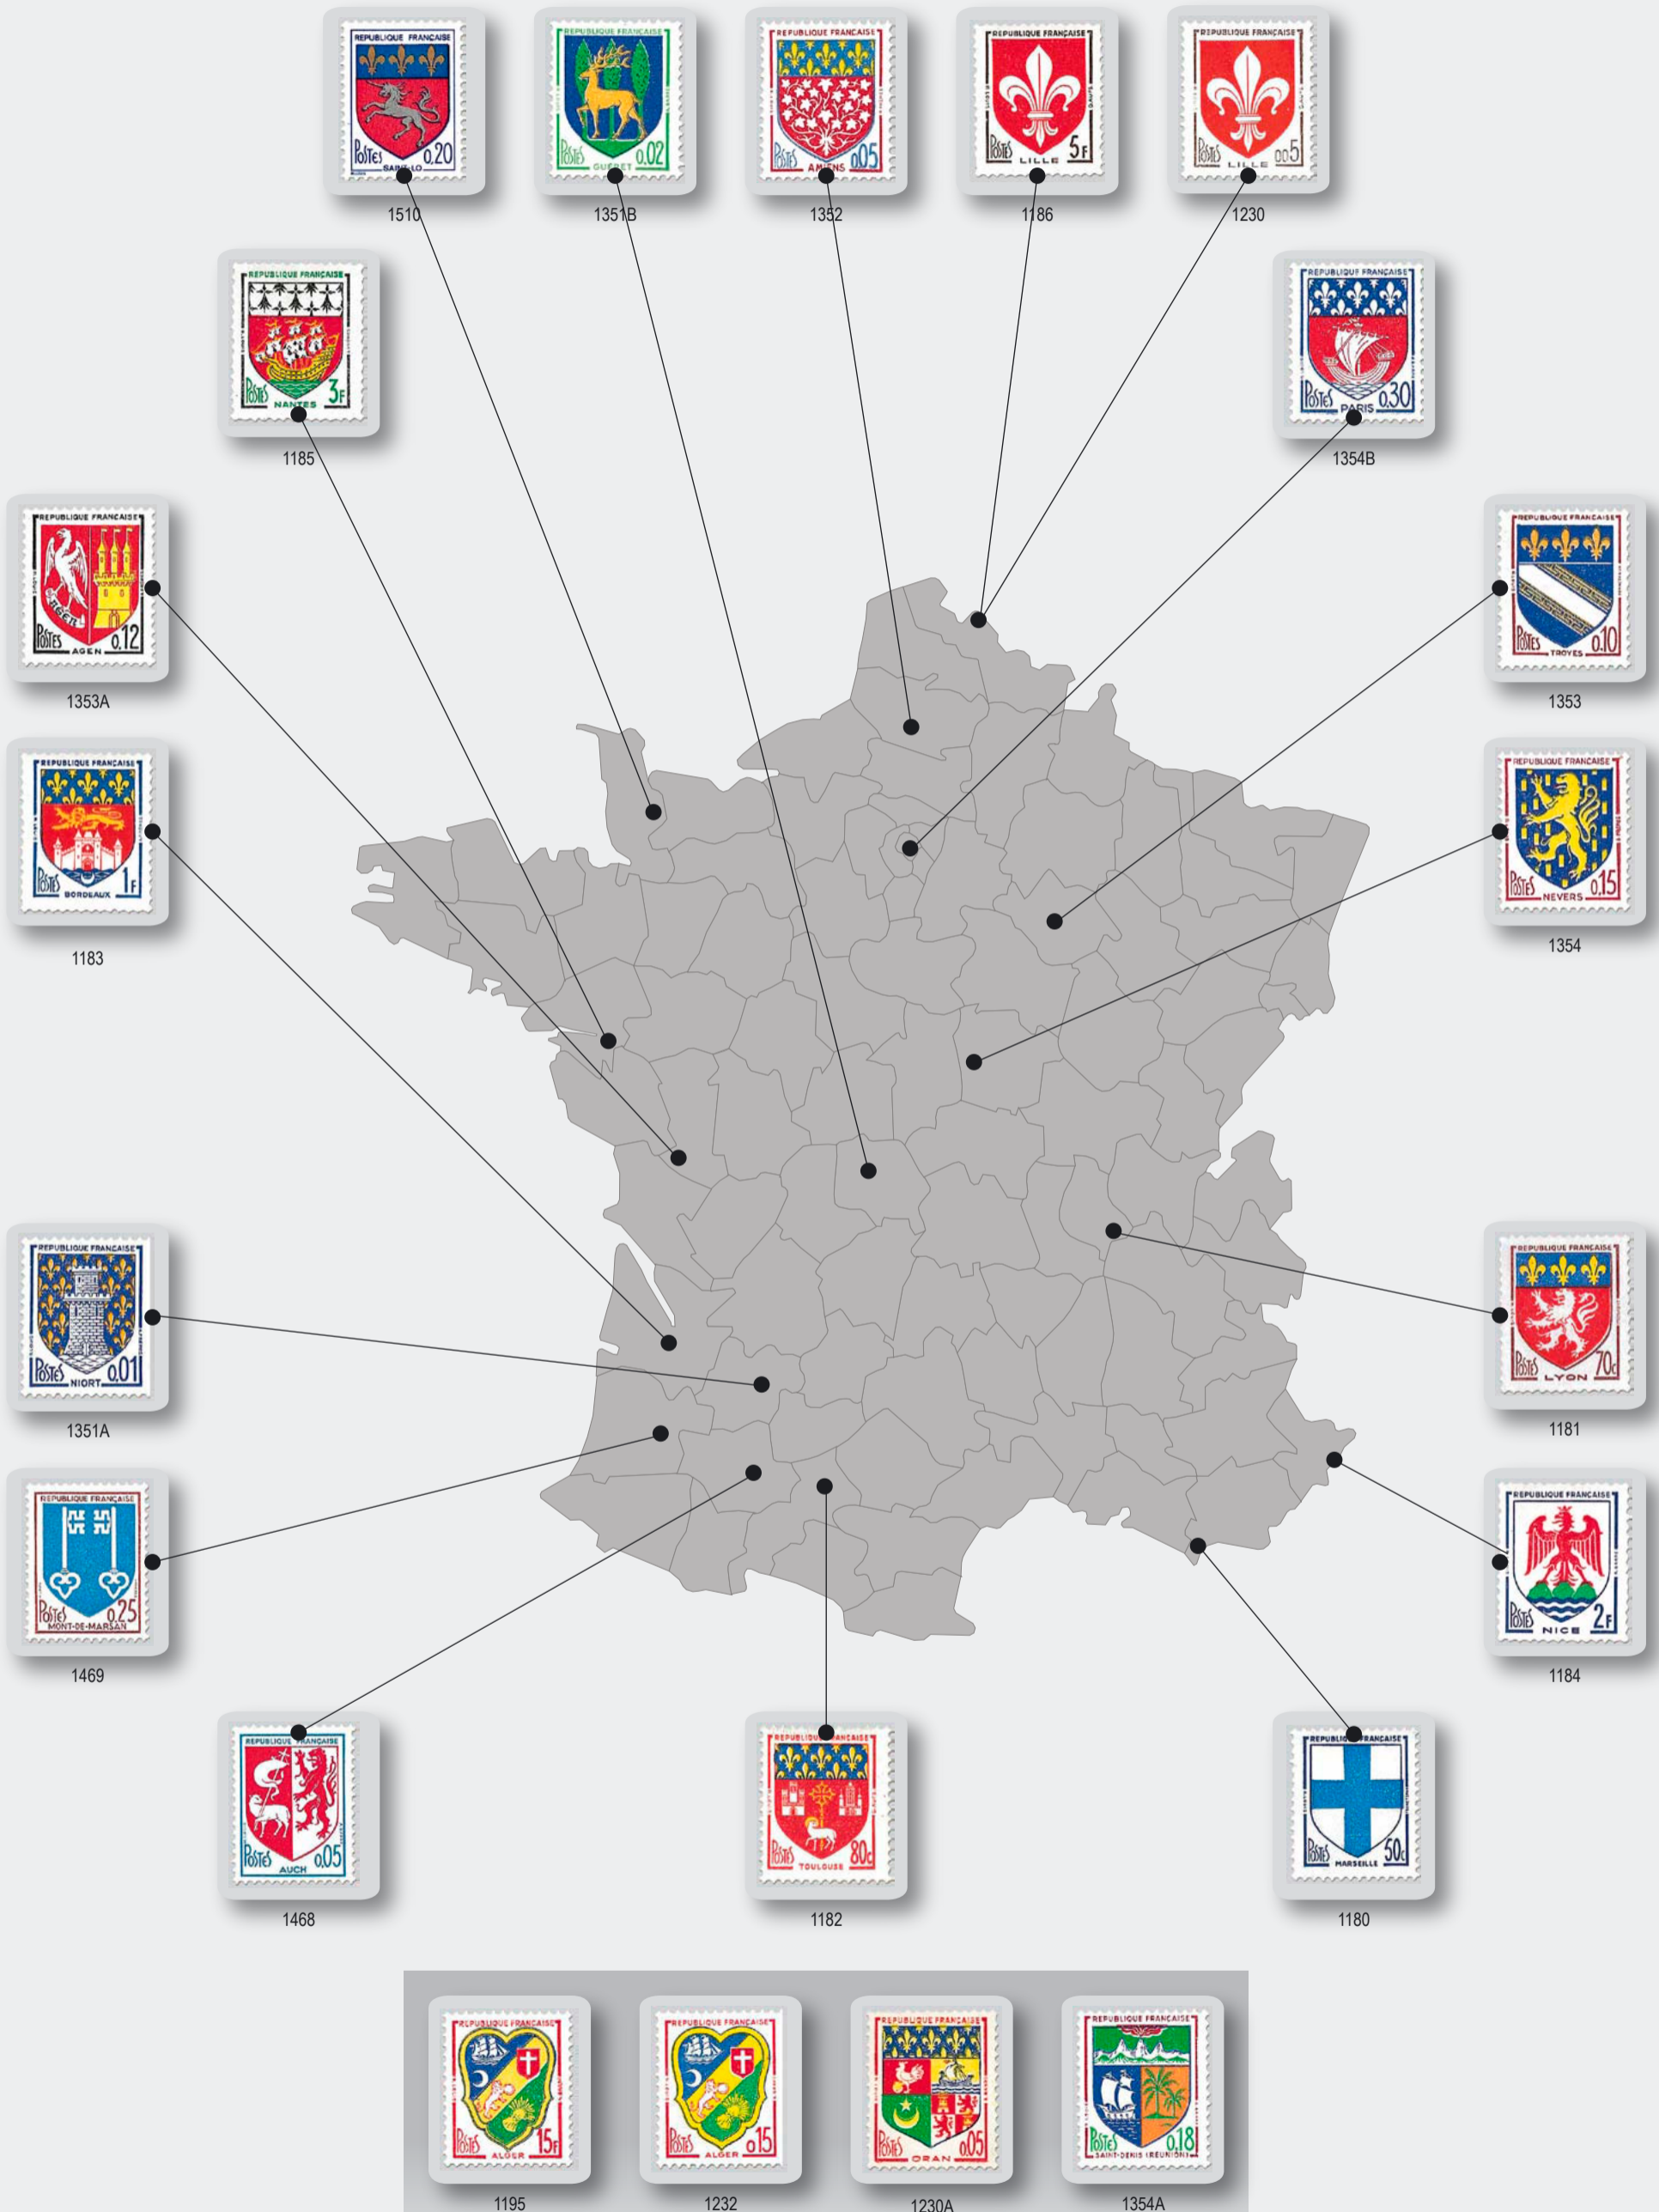 REPUBLIQUE FRANÇAISE
POSTES 0,20
SAINT-LO
1510
REPUBLIQUE FRANÇAISE
POSTES 0,02
GUÉRET
1351B
REPUBLIQUE FRANÇAISE
POSTES 0,05
AMIENS
1352
REPUBLIQUE FRANÇAISE
POSTES 5F
LILLE
1186
REPUBLIQUE FRANÇAISE
POSTES 005
LILLE
1230
REPUBLIQUE FRANÇAISE
POSTES 3F
NANTES
1185
REPUBLIQUE FRANÇAISE
POSTES 0,30
PARIS
1354B
REPUBLIQUE FRANÇAISE
AGEN
POSTES 0,12
AGEN
1353A
REPUBLIQUE FRANÇAISE
POSTES 0,10
TROYES
1353
REPUBLIQUE FRANÇAISE
POSTES 1F
BORDEAUX
1183
REPUBLIQUE FRANÇAISE
POSTES 0,15
NEVERS
1354
REPUBLIQUE FRANÇAISE
POSTES 0,01
NIORT
1351A
REPUBLIQUE FRANÇAISE
POSTES 70c
LYON
1181
REPUBLIQUE FRANÇAISE
POSTES 0,25
MONT-DE-MARSAN
1469
REPUBLIQUE FRANÇAISE
POSTES 2F
NICE
1184
REPUBLIQUE FRANÇAISE
POSTES 0,05
AUCH
1468
REPUBLIQUE FRANÇAISE
POSTES 80c
TOULOUSE
1182
REPUBLIQUE FRANÇAISE
POSTES 50c
MARSEILLE
1180
REPUBLIQUE FRANÇAISE
POSTES 15F
ALGER
1195
REPUBLIQUE FRANÇAISE
POSTES 0,15
ALGER
1232
REPUBLIQUE FRANÇAISE
POSTES 0,05
ORAN
1230A
REPUBLIQUE FRANÇAISE
POSTES 0,18
SAINT-DENIS (RÉUNION)
1354A